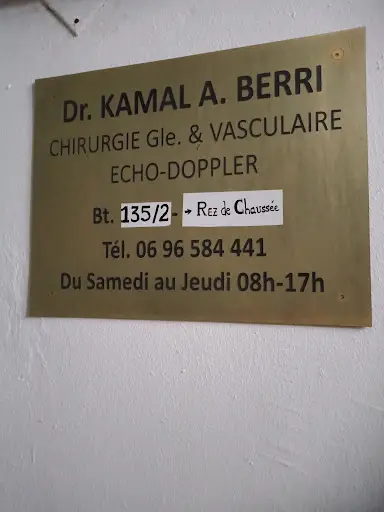 Dr. KAMAL A. BERRI
CHIRURGIE Gle. & VASCULAIRE
ECHO-DOPPLER
Bt. 135/2- → REZ de Chaussée
Tél. 06 96 584 441
Du Samedi au Jeudi 08h-17h